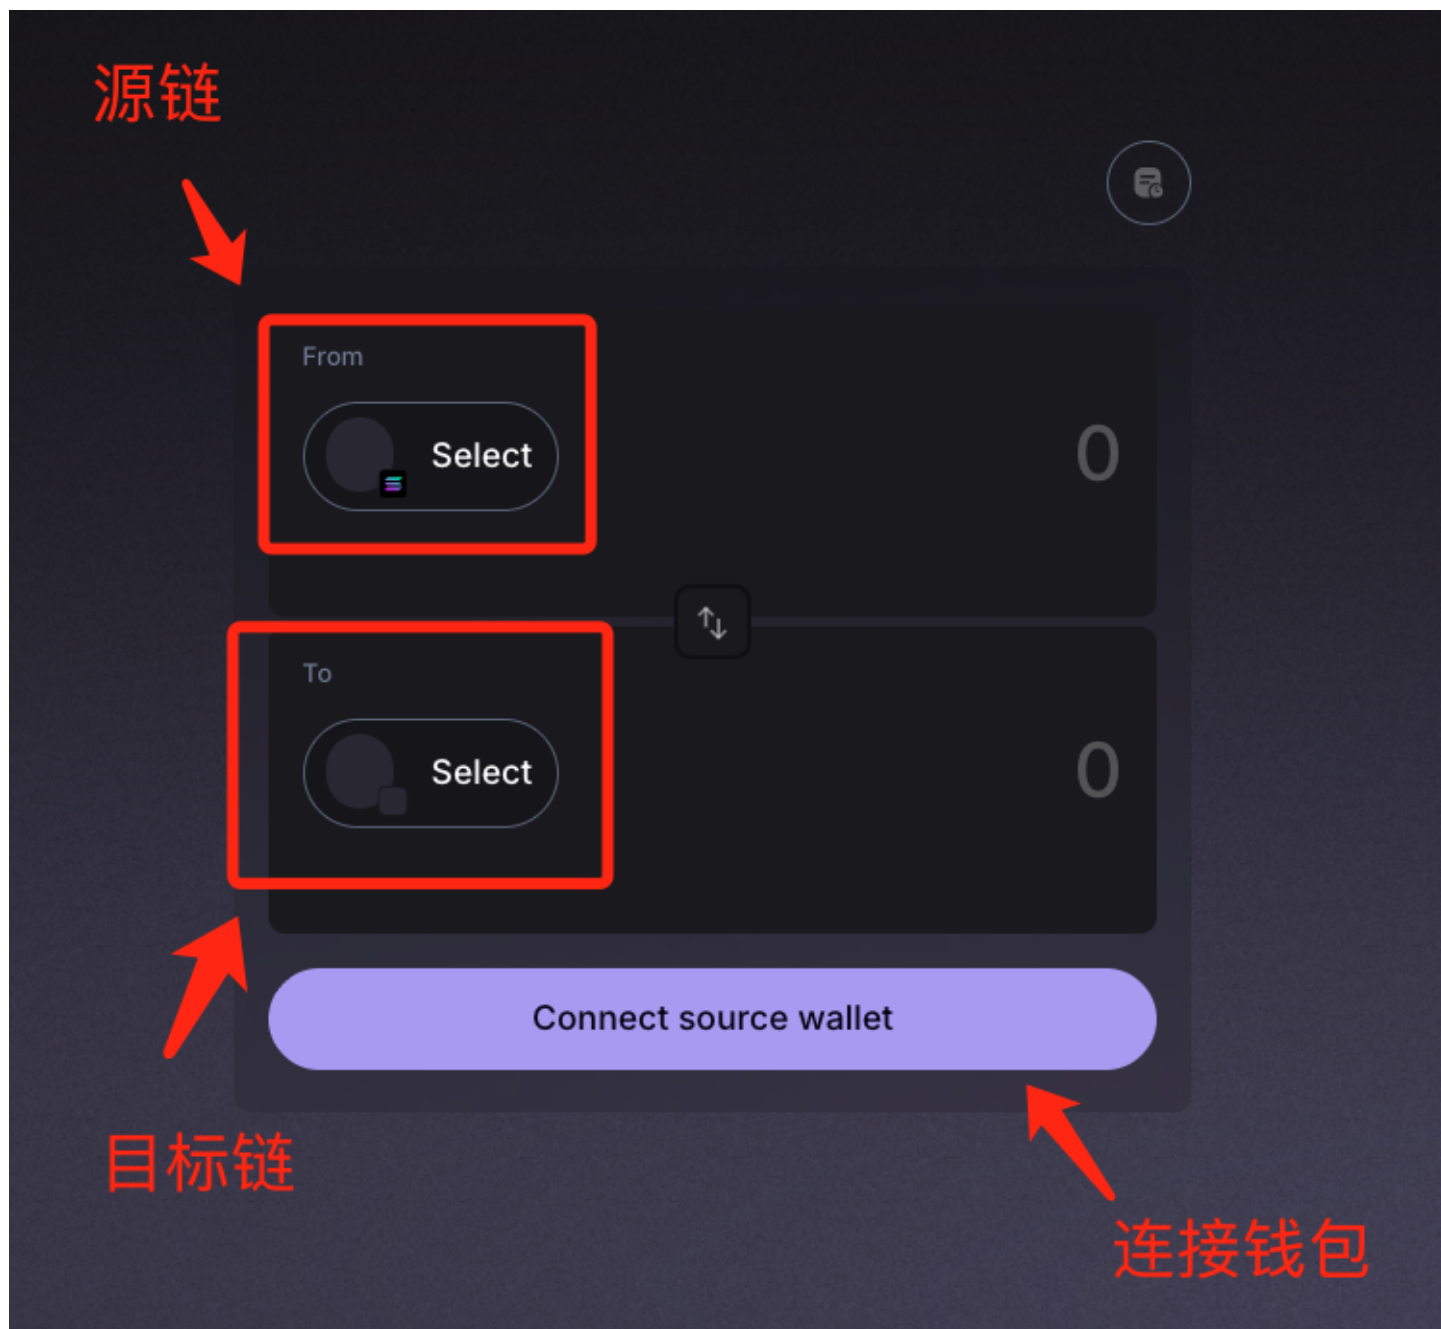 源链
From
Select
0
To
Select
0
Connect source wallet
目标链
连接钱包